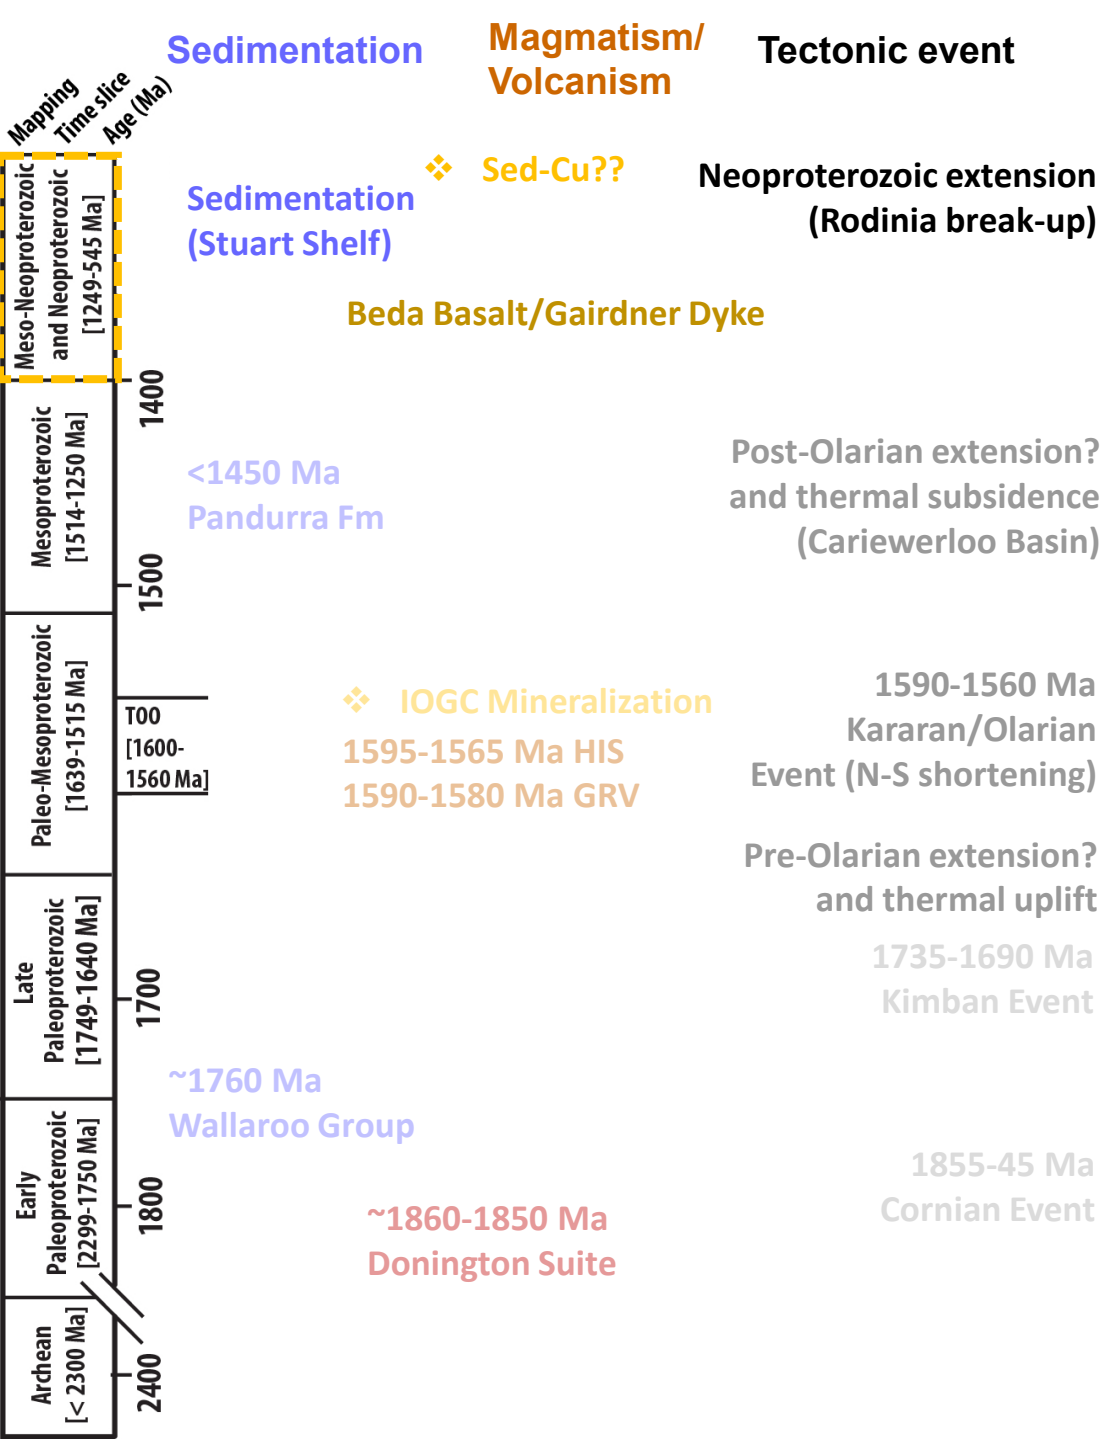 Sedimentation
Magmatism/
Volcanism
Tectonic event
Mapping
Time slice
Age (Ma)
Meso-Neoproterozoic
and Neoproterozoic
[1249-545 Ma]
❖ Sed-Cu??
Sedimentation
(Stuart Shelf)
Neoproterozoic extension
(Rodinia break-up)
Beda Basalt/Gairdner Dyke
1400
Mesoproterozoic
[1514-1250 Ma]
<1450 Ma
Pandurra Fm
Post-Olarian extension?
and thermal subsidence
(Cariewerloo Basin)
1500
Paleo-Mesoproterozoic
[1639-1515 Ma]
TOO
[1600-
1560 Ma]
❖ IOGC Mineralization
1595-1565 Ma HIS
1590-1580 Ma GRV
1590-1560 Ma
Kararan/Olarian
Event (N-S shortening)
Pre-Olarian extension?
and thermal uplift
Late
Paleoproterozoic
[1749-1640 Ma]
1700
1735-1690 Ma
Kimban Event
~1760 Ma
Wallaroo Group
Early
Paleoproterozoic
[2299-1750 Ma]
1800
1855-45 Ma
Cornian Event
~1860-1850 Ma
Donington Suite
Archean
[< 2300 Ma]
2400